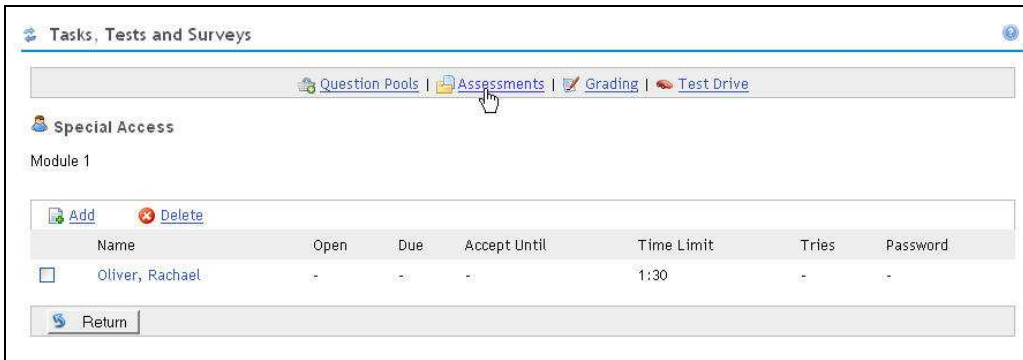 Tasks, Tests and Surveys
Question Pools | Assessments | Grading | Test Drive
Special Access
Module 1
Add Delete
Name Open Due Accept Until Time Limit Tries Password
Oliver, Rachael - - - 1:30 - -
Return